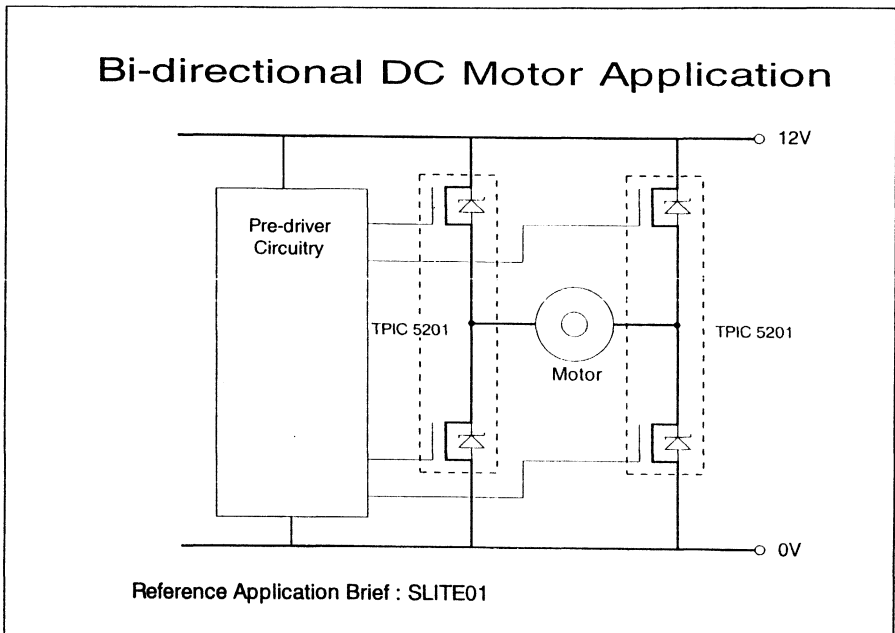 Bi-directional DC Motor Application
12V
Pre-driver
Circuitry
TPIC 5201
TPIC 5201
Motor
0V
Reference Application Brief : SLITE01